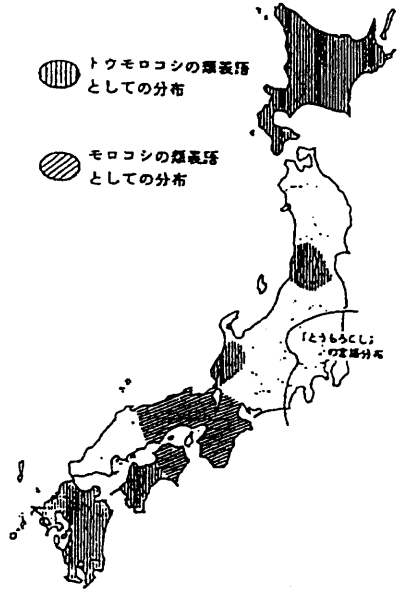 トウモロコシの類義語
としての分布
モロコシの類義語
としての分布
「とうもろこし」
の言語分布